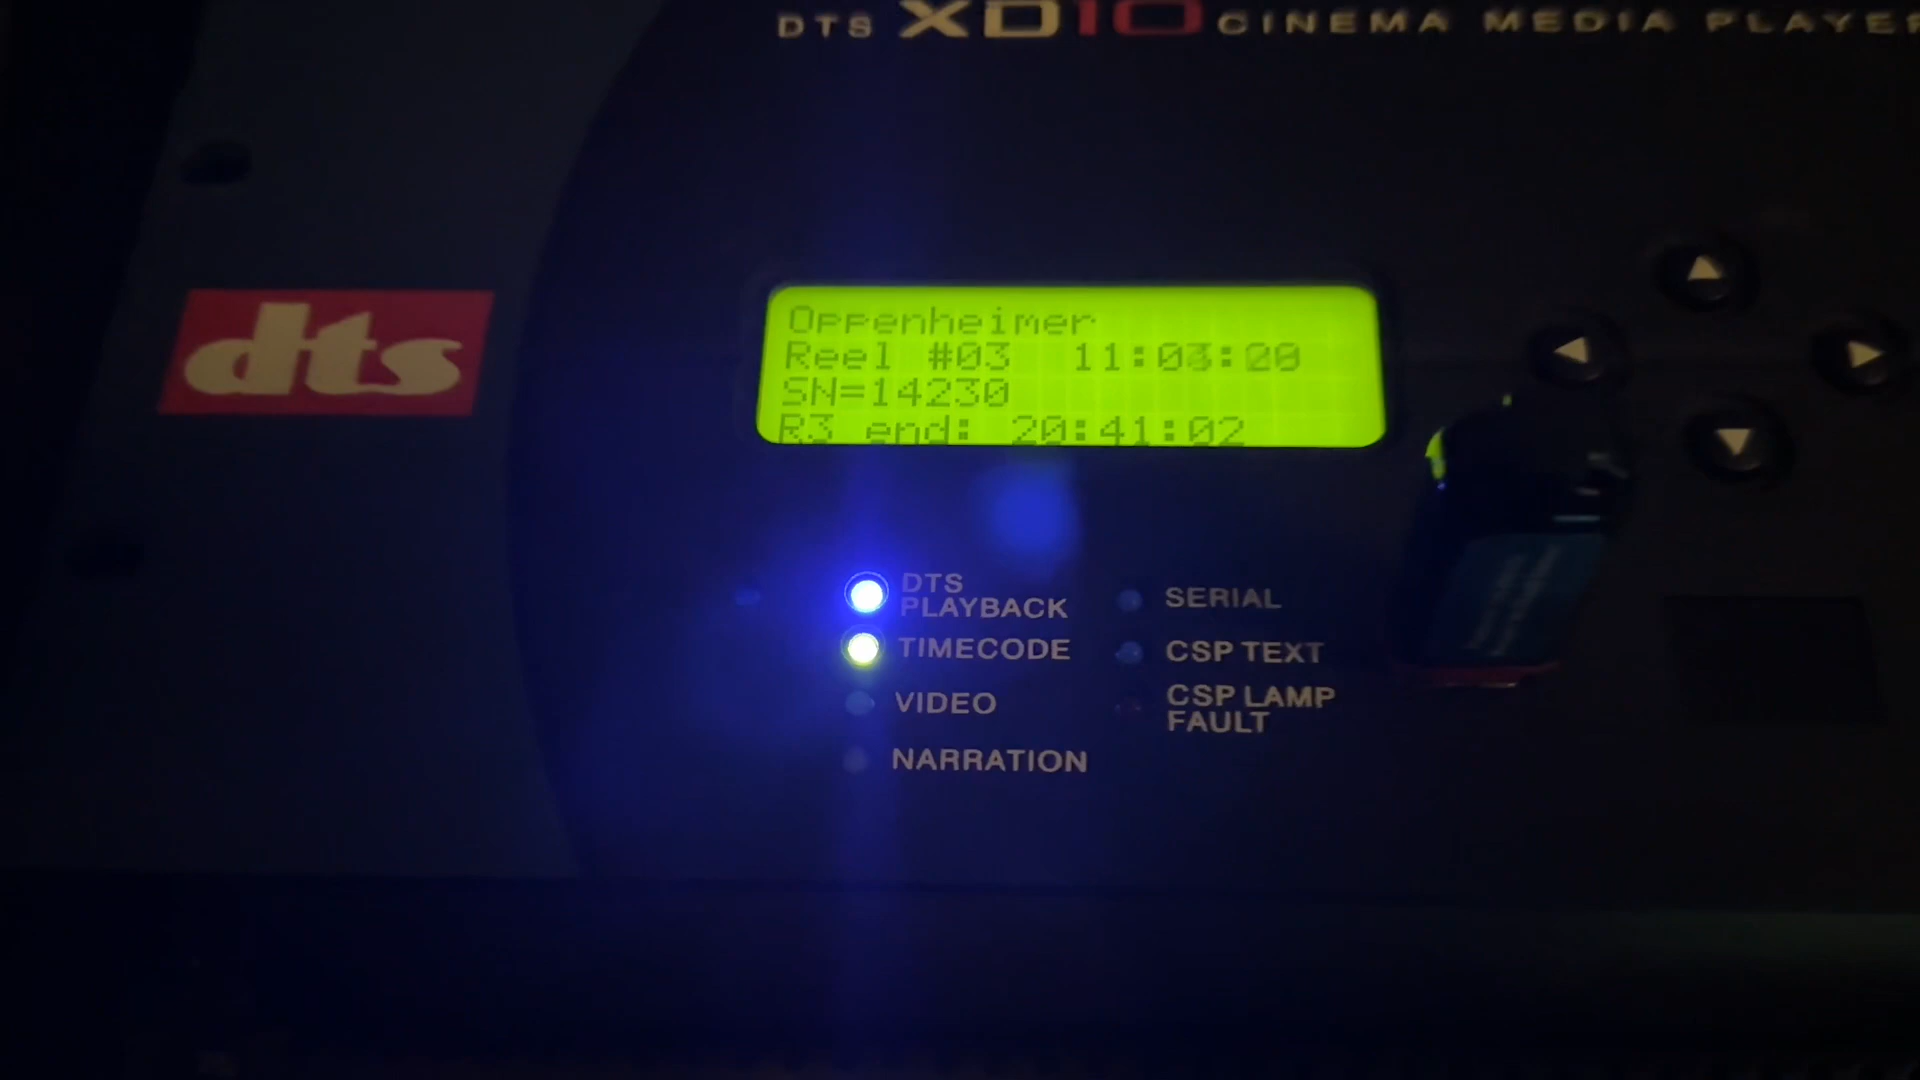 DTS XD10 CINEMA MEDIA PLAYER
dts
Oppenheimer
Reel #03 11:03:20
SN=14230
R3 end: 20:41:02
DTS PLAYBACK
TIMECODE
VIDEO
NARRATION
SERIAL
CSP TEXT
CSP LAMP
FAULT